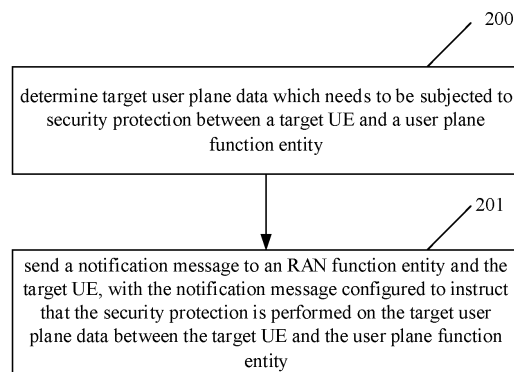 200
determine target user plane data which needs to be subjected to
security protection between a target UE and a user plane
function entity
201
send a notification message to an RAN function entity and the
target UE, with the notification message configured to instruct
that the security protection is performed on the target user
plane data between the target UE and the user plane function
entity